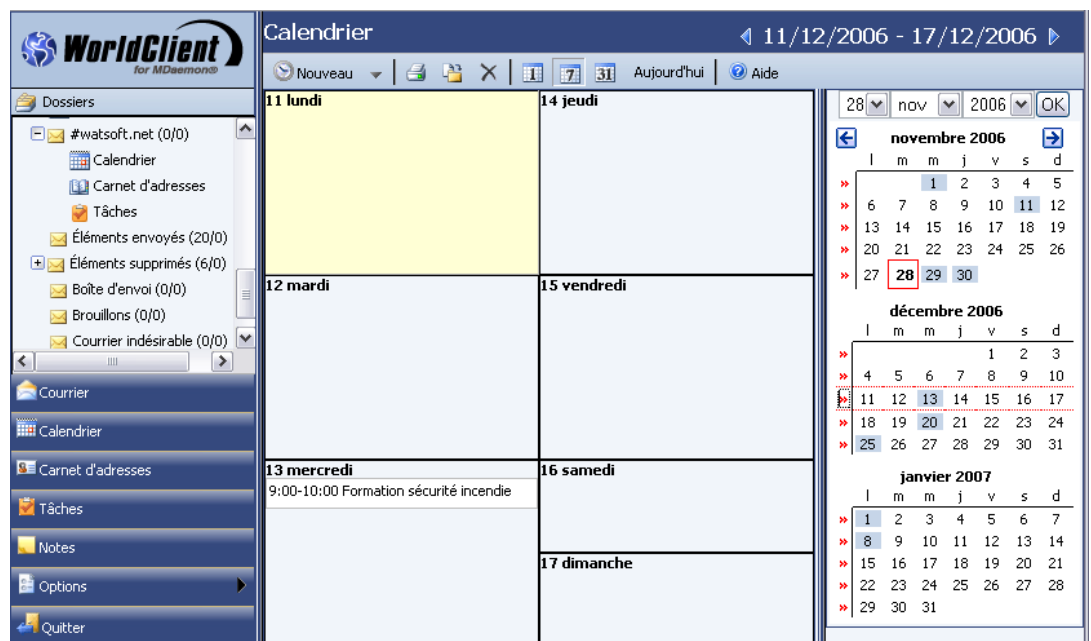 WorldClient
for MDaemon®
Calendrier
11/12/2006 - 17/12/2006
Nouveau
1
7
31
Aujourd'hui
Aide
Dossiers
#watsoft.net (0/0)
Calendrier
Carnet d'adresses
Tâches
Éléments envoyés (20/0)
Éléments supprimés (6/0)
Boîte d'envoi (0/0)
Brouillons (0/0)
Courrier indésirable (0/0)
Courrier
Calendrier
Carnet d'adresses
Tâches
Notes
Options
Quitter
11 lundi
12 mardi
13 mercredi
9:00-10:00 Formation sécurité incendie
14 jeudi
15 vendredi
16 samedi
17 dimanche
28 nov 2006 OK
novembre 2006
l m m j v s d
» 1 2 3 4 5
» 6 7 8 9 10 11 12
» 13 14 15 16 17 18 19
» 20 21 22 23 24 25 26
» 27 28 29 30
décembre 2006
l m m j v s d
» 1 2 3
» 4 5 6 7 8 9 10
» 11 12 13 14 15 16 17
» 18 19 20 21 22 23 24
» 25 26 27 28 29 30 31
janvier 2007
l m m j v s d
» 1 2 3 4 5 6 7
» 8 9 10 11 12 13 14
» 15 16 17 18 19 20 21
» 22 23 24 25 26 27 28
» 29 30 31